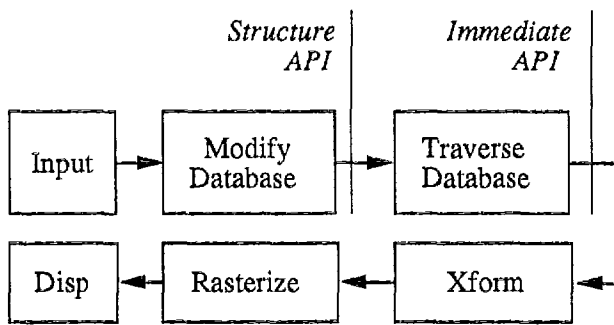 Structure
API
Immediate
API
Input
Modify
Database
Traverse
Database
Disp
Rasterize
Xform